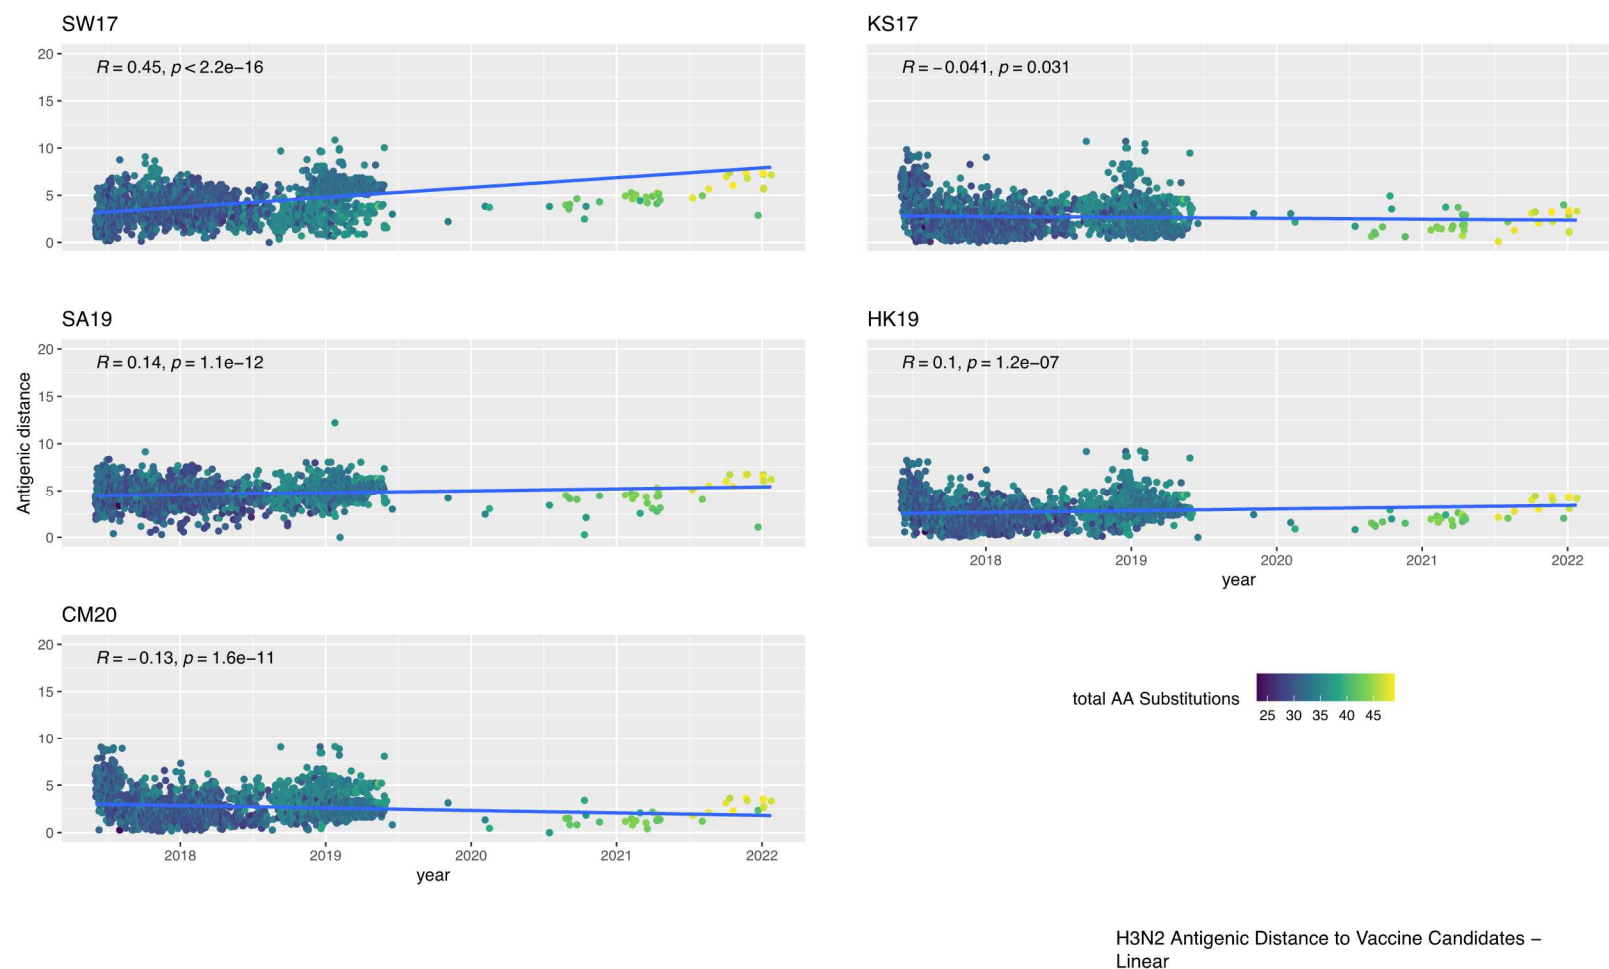 SW17
KS17
20
15
10
5
0
R = 0.45, p < 2.2e−16
R = −0.041, p = 0.031
SA19
HK19
Antigenic distance
20
15
10
5
0
R = 0.14, p = 1.1e−12
R = 0.1, p = 1.2e−07
2018 2019 2020 2021 2022
year
CM20
20
15
10
5
0
R = −0.13, p = 1.6e−11
2018 2019 2020 2021 2022
year
total AA Substitutions
25 30 35 40 45
H3N2 Antigenic Distance to Vaccine Candidates −
Linear